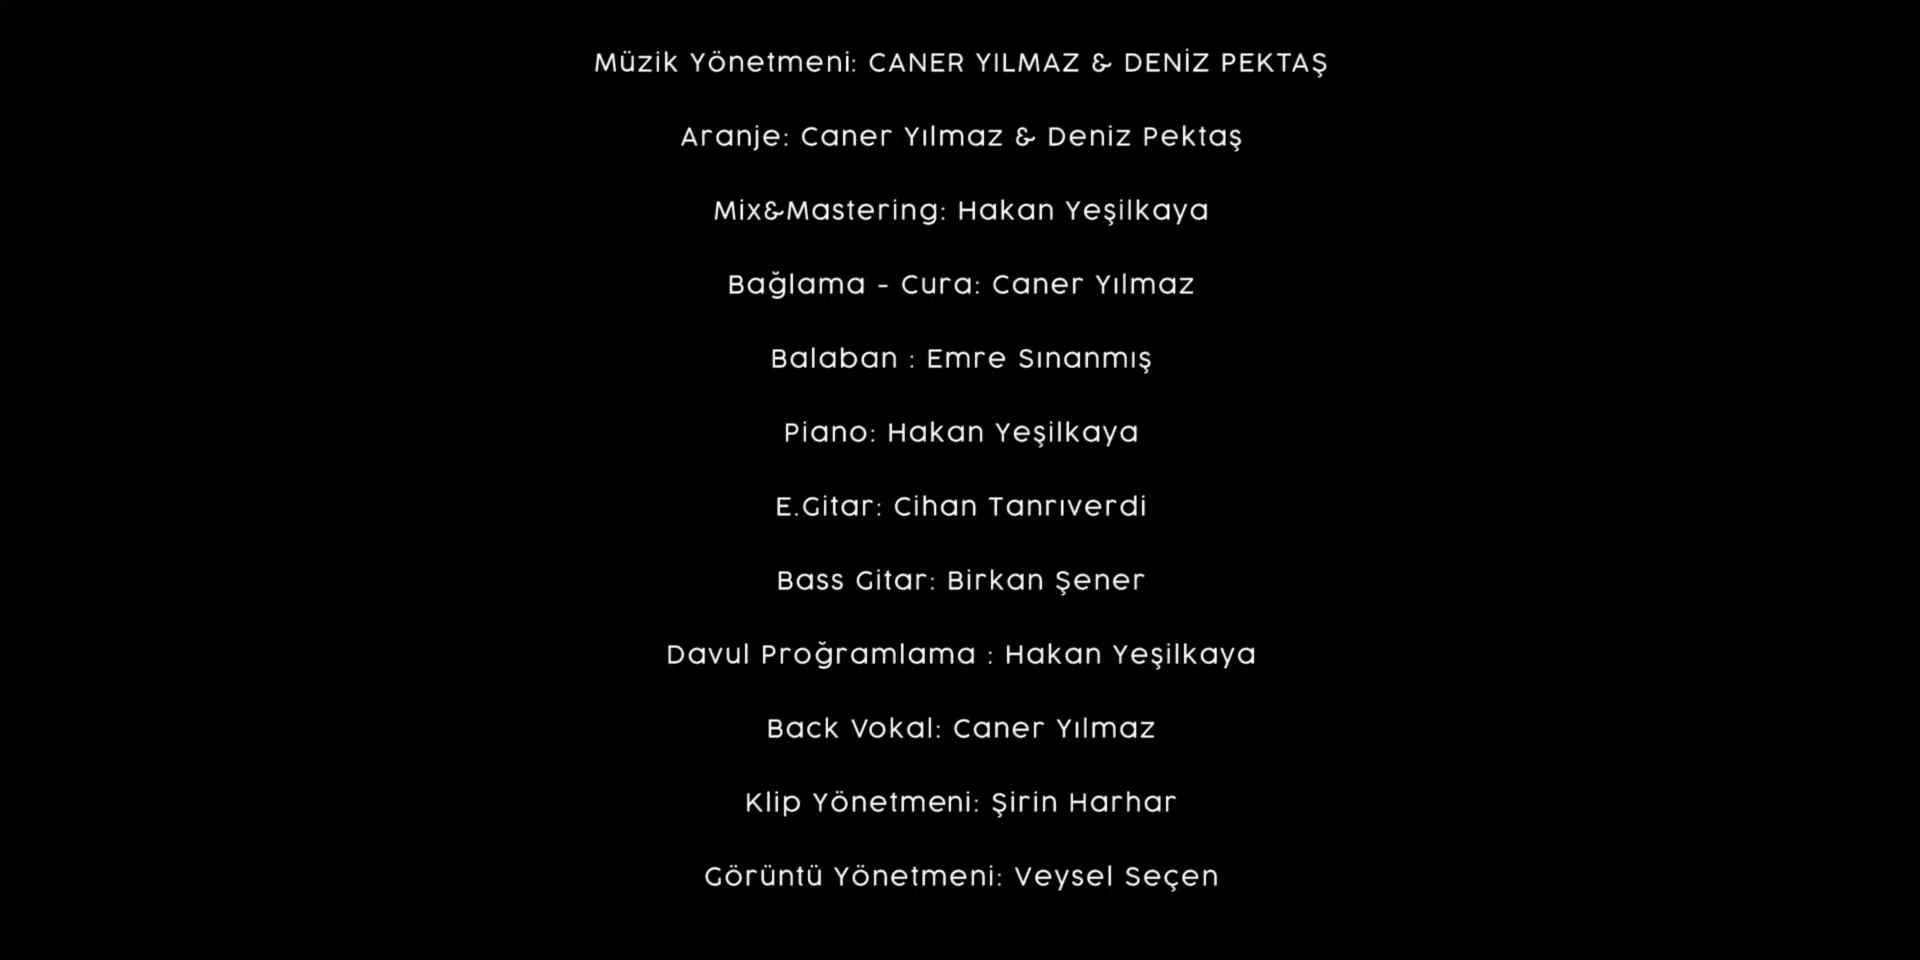 Müzik Yönetmeni: CANER YILMAZ & DENİZ PEKTAŞ
Aranje: Caner Yılmaz & Deniz Pektaş
Mix&Mastering: Hakan Yeşilkaya
Bağlama - Cura: Caner Yılmaz
Balaban : Emre Sınanmış
Piano: Hakan Yeşilkaya
E.Gitar: Cihan Tanrıverdi
Bass Gitar: Birkan Şener
Davul Proğramlama : Hakan Yeşilkaya
Back Vokal: Caner Yılmaz
Klip Yönetmeni: Şirin Harhar
Görüntü Yönetmeni: Veysel Seçen